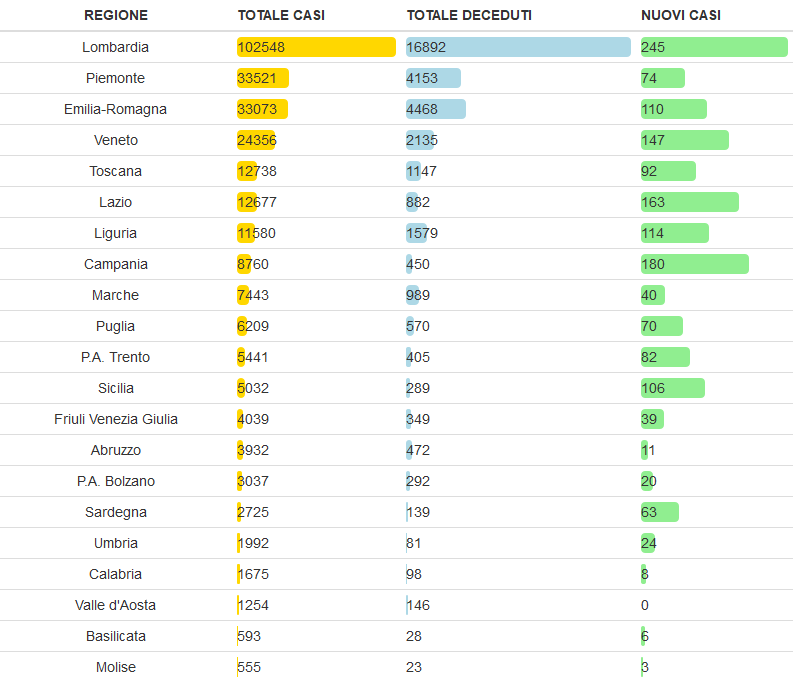 REGIONE TOTALE CASI TOTALE DECEDUTI NUOVI CASI
Lombardia 102548 16892 245
Piemonte 33521 4153 74
Emilia-Romagna 33073 4468 110
Veneto 24356 2135 147
Toscana 12738 1147 92
Lazio 12677 882 163
Liguria 11580 1579 114
Campania 8760 450 180
Marche 7443 989 40
Puglia 6209 570 70
P.A. Trento 5441 405 82
Sicilia 5032 289 106
Friuli Venezia Giulia 4039 349 39
Abruzzo 3932 472 11
P.A. Bolzano 3037 292 20
Sardegna 2725 139 63
Umbria 1992 81 24
Calabria 1675 98 8
Valle d'Aosta 1254 146 0
Basilicata 593 28 6
Molise 555 23 3